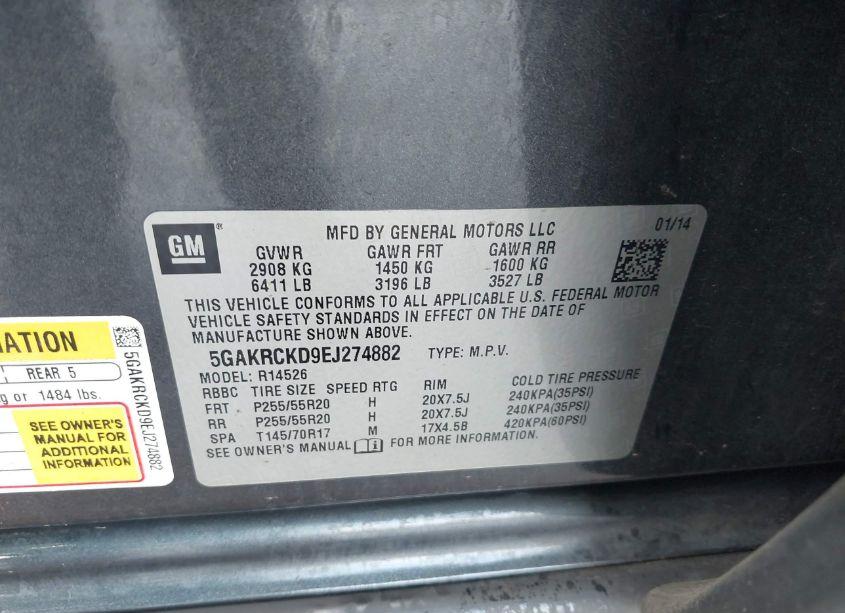 GM ®
MFD BY GENERAL MOTORS LLC 01/14
GVWR GAWR FRT GAWR RR
2908 KG 1450 KG 1600 KG
6411 LB 3196 LB 3527 LB
THIS VEHICLE CONFORMS TO ALL APPLICABLE U.S. FEDERAL MOTOR
VEHICLE SAFETY STANDARDS IN EFFECT ON THE DATE OF
MANUFACTURE SHOWN ABOVE.
5GAKRCKD9EJ274882 TYPE: M.P.V.
MODEL: R14526
RBBC TIRE SIZE SPEED RTG RIM COLD TIRE PRESSURE
FRT P255/55R20 H 20X7.5J 240KPA(35PSI)
RR P255/55R20 H 20X7.5J 240KPA(35PSI)
SPA T145/70R17 M 17X4.5B 420KPA(60PSI)
SEE OWNER'S MANUAL FOR MORE INFORMATION.
REAR 5
or 1484 lbs.
SEE OWNER'S
MANUAL FOR
ADDITIONAL
INFORMATION
5GAKRCKD9EJ274882